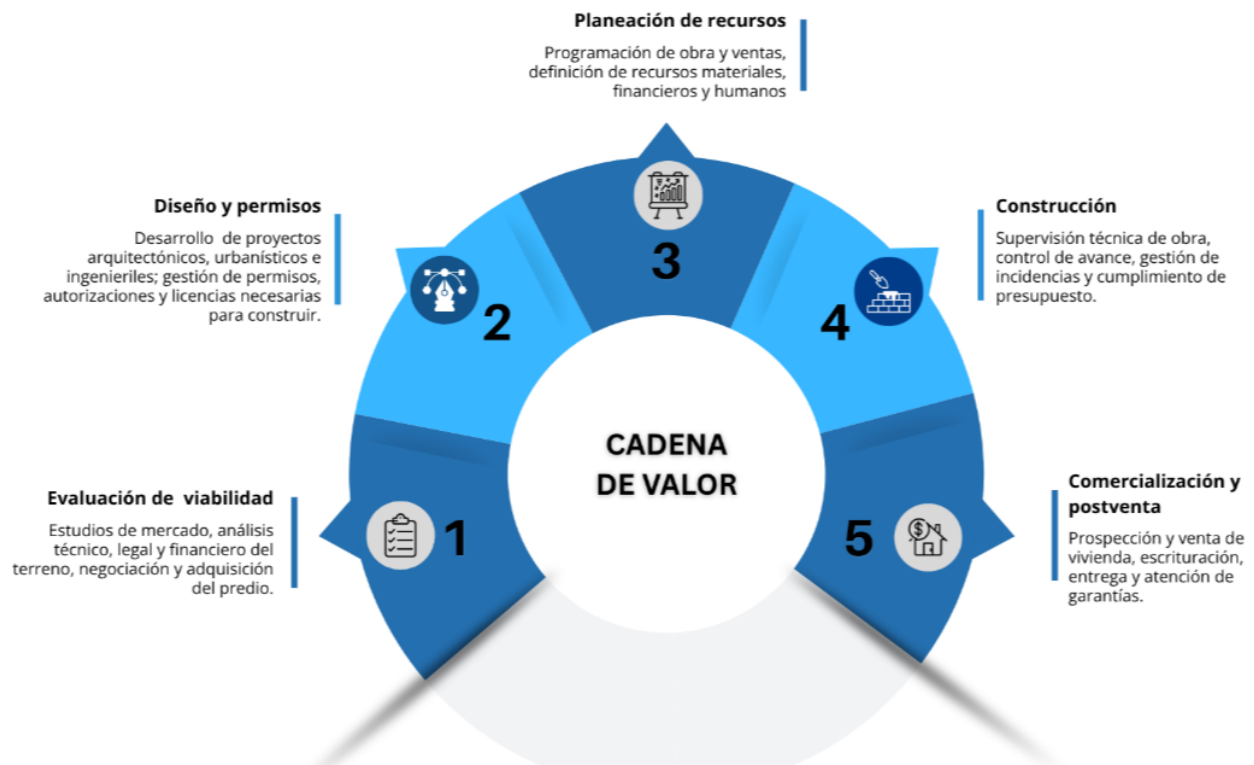 Planeación de recursos
Programación de obra y ventas,
definición de recursos materiales,
financieros y humanos
3
Diseño y permisos
Desarrollo de proyectos
arquitectónicos, urbanísticos e
ingenieriles; gestión de permisos,
autorizaciones y licencias necesarias
para construir.
2
Construcción
Supervisión técnica de obra,
control de avance, gestión de
incidencias y cumplimiento de
presupuesto.
4
CADENA
DE VALOR
Evaluación de viabilidad
Estudios de mercado, análisis
técnico, legal y financiero del
terreno, negociación y adquisición
del predio.
1
Comercialización y
postventa
Prospección y venta de
vivienda, escrituración,
entrega y atención de
garantías.
5
$